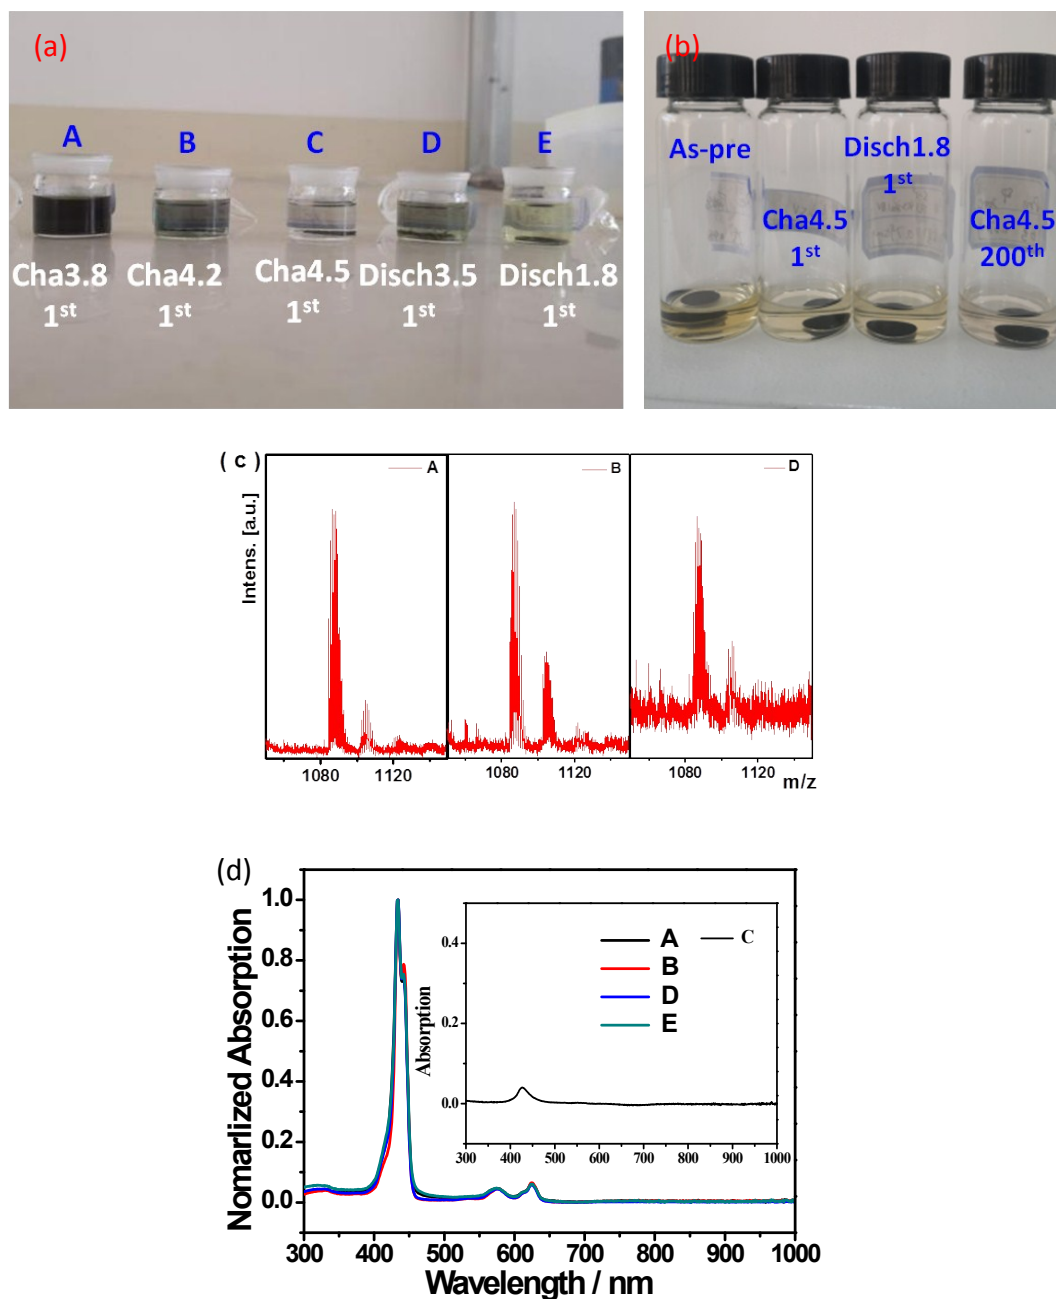 (a)
A B C D E
Cha3.8 Cha4.2 Cha4.5 Disch3.5 Disch1.8
1st 1st 1st 1st 1st
(b)
As-pre Disch1.8
1st
Cha4.5 Cha4.5
1st 200th
(c)
A B D
Intens. [a.u.]
1080 1120 1080 1120 1080 1120
m/z
(d)
Nomarlized Absorption
1.0
0.8
0.6
0.4
0.2
0.0
300 400 500 600 700 800 900 1000
Wavelength / nm
Absorption
0.4
0.2
0.0
A C
B
D
E
300 400 500 600 700 800 900 1000